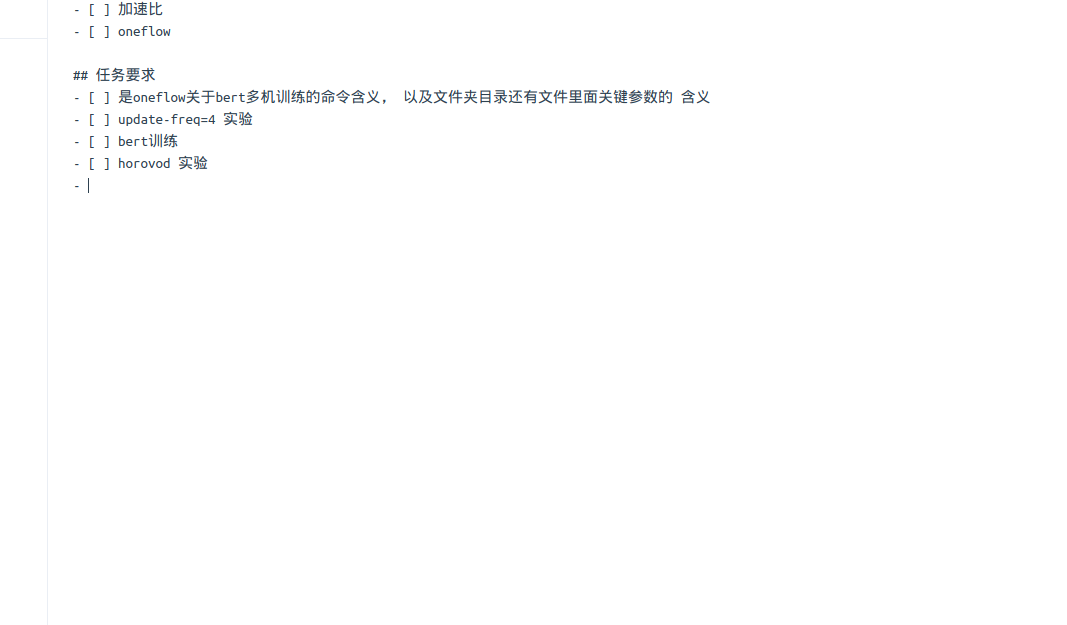 - [ ] 加速比
- [ ] oneflow
## 任务要求
- [ ] 是oneflow关于bert多机训练的命令含义， 以及文件夹目录还有文件里面关键参数的 含义
- [ ] update-freq=4 实验
- [ ] bert训练
- [ ] horovod 实验
-